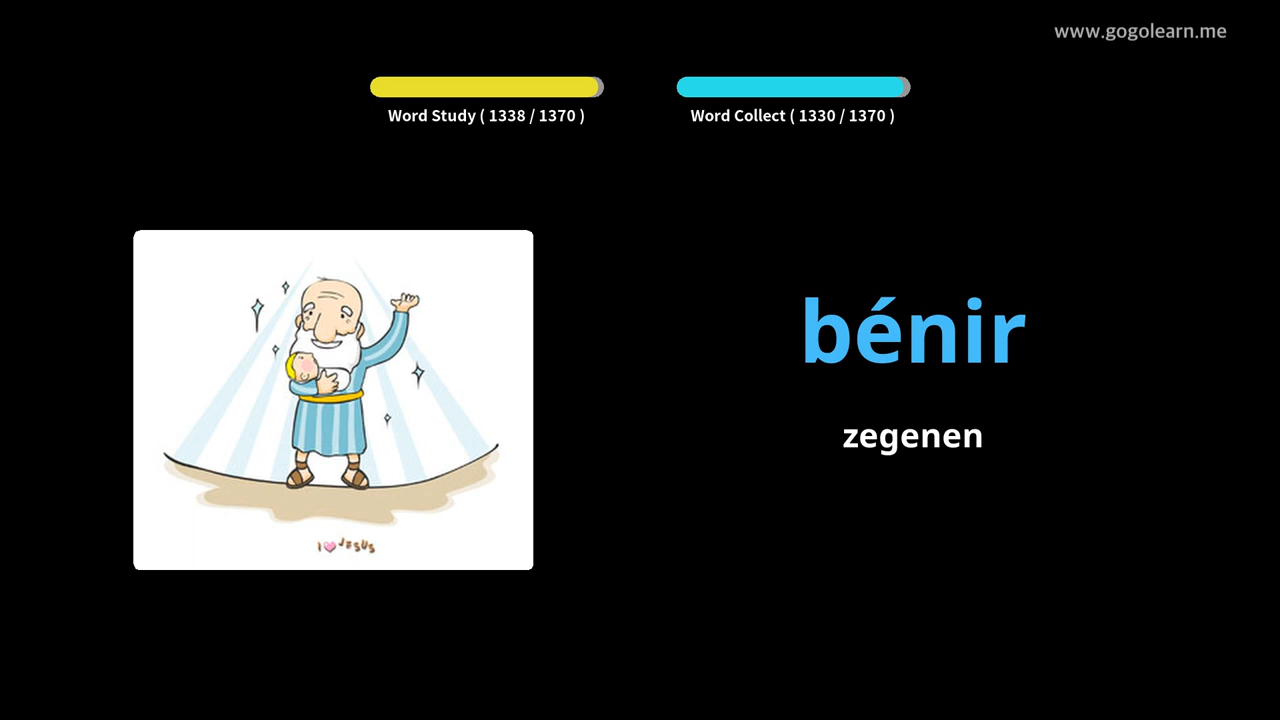 www.gogolearn.me
Word Study ( 1338 / 1370 )
Word Collect ( 1330 / 1370 )
bénir
zegenen
I JESUS